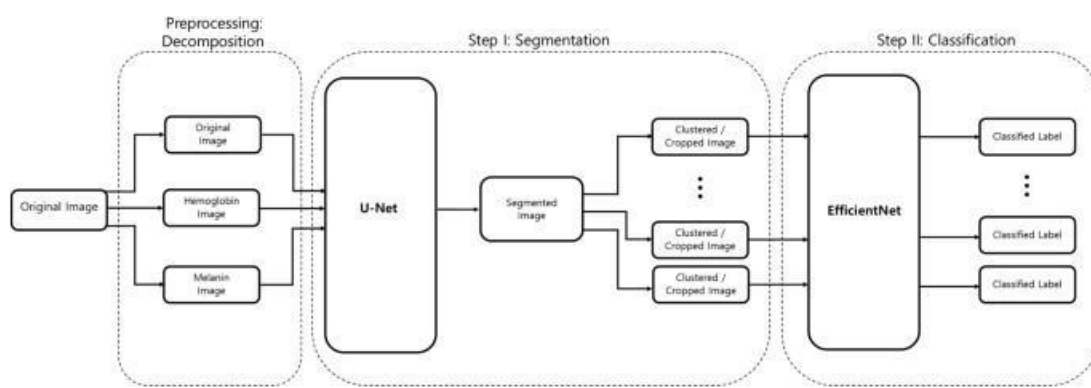 Preprocessing:
Decomposition
Step I: Segmentation
Step II: Classification
Original Image
Original
Image
Hemoglobin
Image
Melanin
Image
U-Net
Segmented
Image
Clustered /
Cropped Image
Clustered /
Cropped Image
Clustered /
Cropped Image
EfficientNet
Classified Label
Classified Label
Classified Label